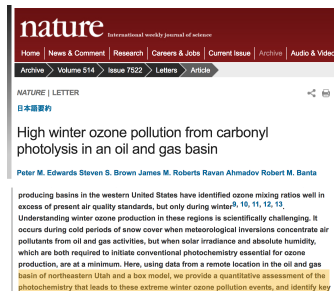 nature International weekly journal of science
Home News & Comment Research Careers & Jobs Current Issue Archive Audio & Video
Archive Volume 514 Issue 7522 Letters Article
NATURE | LETTER
日本語要約
High winter ozone pollution from carbonyl
photolysis in an oil and gas basin
Peter M. Edwards Steven S. Brown James M. Roberts Ravan Ahmadov Robert M. Banta
producing basins in the western United States have identified ozone mixing ratios well in
excess of present air quality standards, but only during winter9, 10, 11, 12, 13.
Understanding winter ozone production in these regions is scientifically challenging. It
occurs during cold periods of snow cover when meteorological inversions concentrate air
pollutants from oil and gas activities, but when solar irradiance and absolute humidity,
which are both required to initiate conventional photochemistry essential for ozone
production, are at a minimum. Here, using data from a remote location in the oil and gas
basin of northeastern Utah and a box model, we provide a quantitative assessment of the
photochemistry that leads to these extreme winter ozone pollution events, and identify key